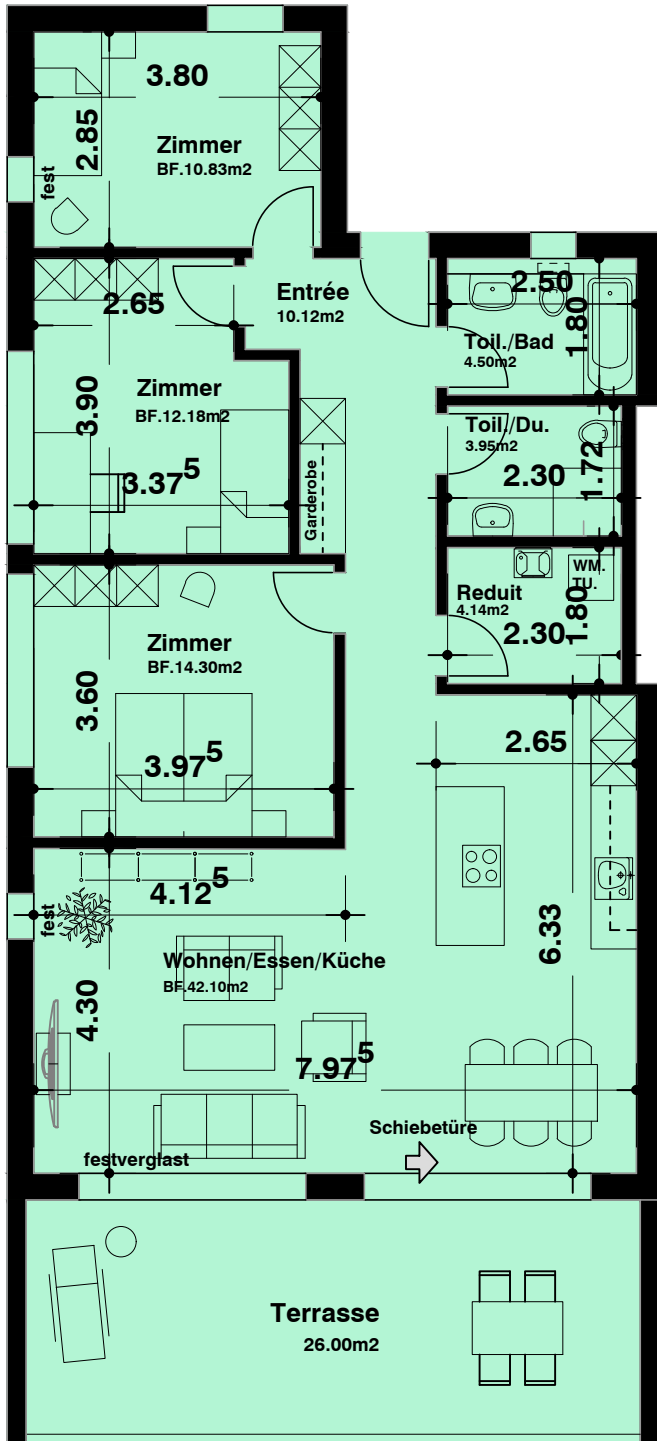 3.80
2.85
Zimmer
BF.10.83m2
fest
Entrée
10.12m2
2.50
1.80
Toil./Bad
4.50m2
2.65
3.90
Zimmer
BF.12.18m2
3.37⁵
Garderobe
Toil./Du.
3.95m2
2.30
1.72
WM.
TU.
Reduit
4.14m2
2.30
1.80
Zimmer
BF.14.30m2
3.60
3.97⁵
2.65
4.12⁵
fest
6.33
Wohnen/Essen/Küche
BF.42.10m2
4.30
7.97⁵
Schiebetüre
festverglast
Terrasse
26.00m2